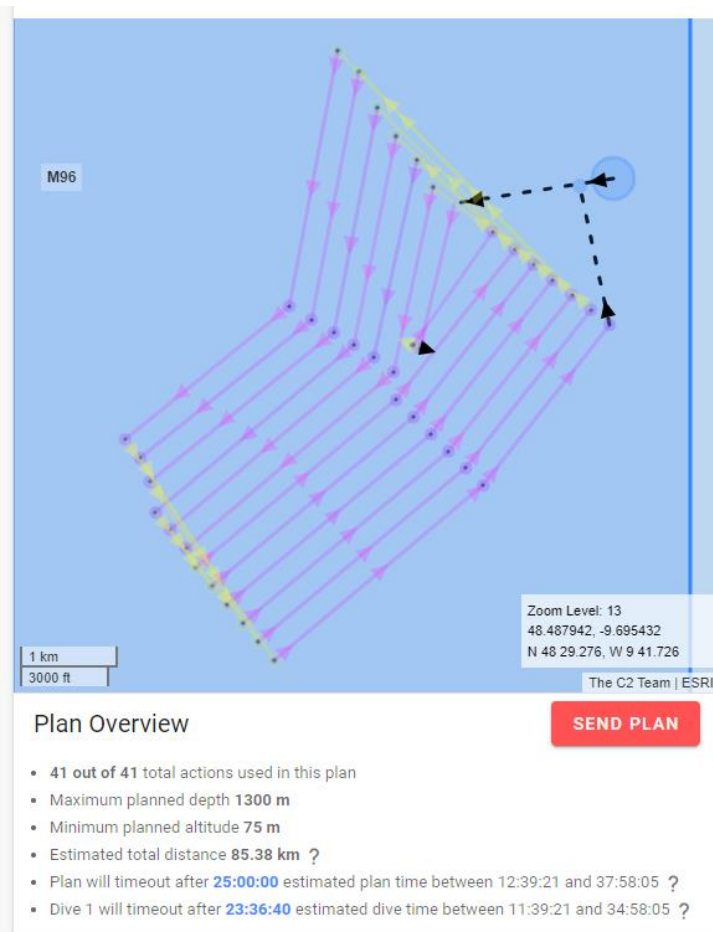 M96
Zoom Level: 13
48.487942, -9.695432
N 48 29.276, W 9 41.726
1 km
3000 ft
The C2 Team | ESRI
Plan Overview
SEND PLAN
41 out of 41 total actions used in this plan
Maximum planned depth 1300 m
Minimum planned altitude 75 m
Estimated total distance 85.38 km ?
Plan will timeout after 25:00:00 estimated plan time between 12:39:21 and 37:58:05 ?
Dive 1 will timeout after 23:36:40 estimated dive time between 11:39:21 and 34:58:05 ?